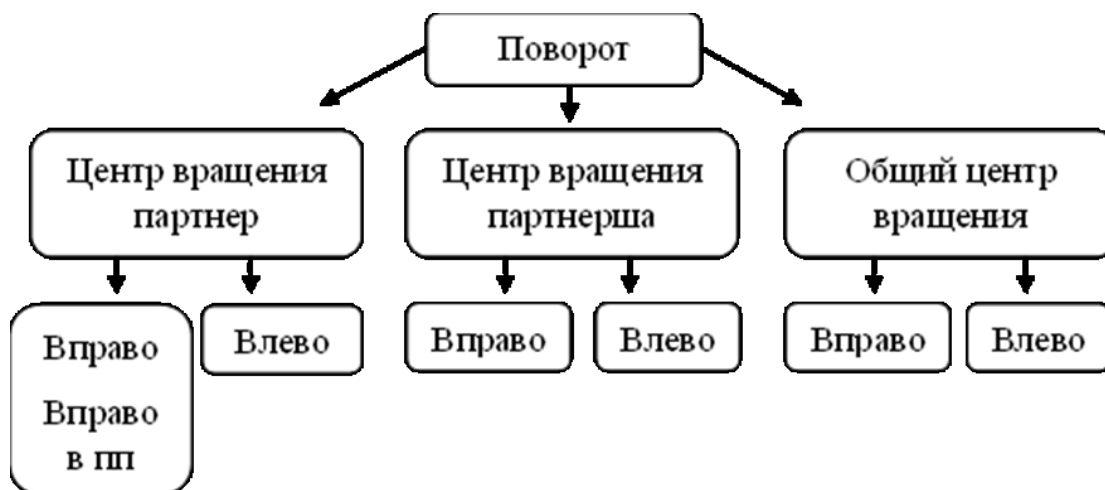 Поворот
Центр вращения
партнер
Центр вращения
партнерша
Общий центр
вращения
Вправо
Вправо
в пп
Влево
Вправо
Влево
Вправо
Влево